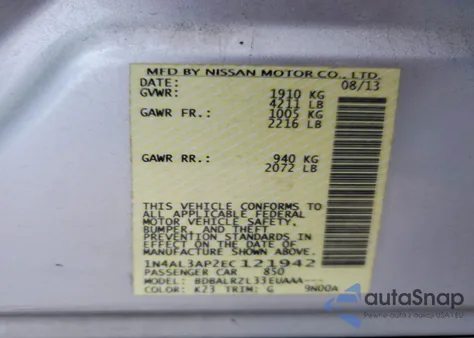 MFD BY NISSAN MOTOR CO., LTD.
DATE: 08/13
GVWR: 1910 KG
4211 LB
GAWR FR.: 1005 KG
2216 LB
GAWR RR.: 940 KG
2072 LB
THIS VEHICLE CONFORMS TO
ALL APPLICABLE FEDERAL
MOTOR VEHICLE SAFETY,
BUMPER, AND THEFT
PREVENTION STANDARDS IN
EFFECT ON THE DATE OF
MANUFACTURE SHOWN ABOVE.
1N4AL3AP2EC121942
PASSENGER CAR 850
MODEL: BDBALRZL33EUAAA---
COLOR: K23 TRIM: G 9N00A
autoSnap